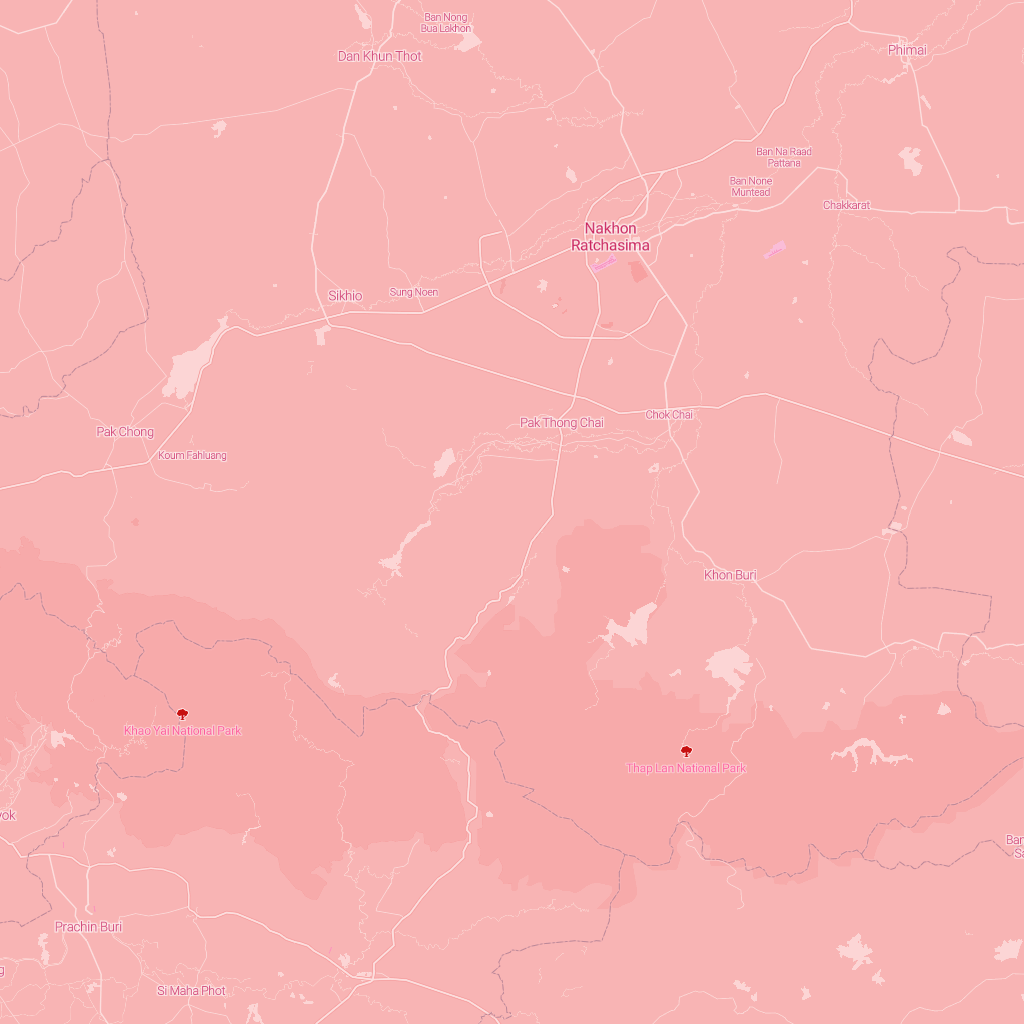 Ban Nong
Bua Lakhon
Dan Khun Thot
Phimai
Ban Na Raad
Pattana
Ban None
Muntead
Chakkarat
Nakhon
Ratchasima
Sikhio
Sung Noen
Pak Thong Chai
Chok Chai
Pak Chong
Koum Fahluang
Khon Buri
Khao Yai National Park
Thap Lan National Park
yok
Ban
Sa
Prachin Buri
g
Si Maha Phot